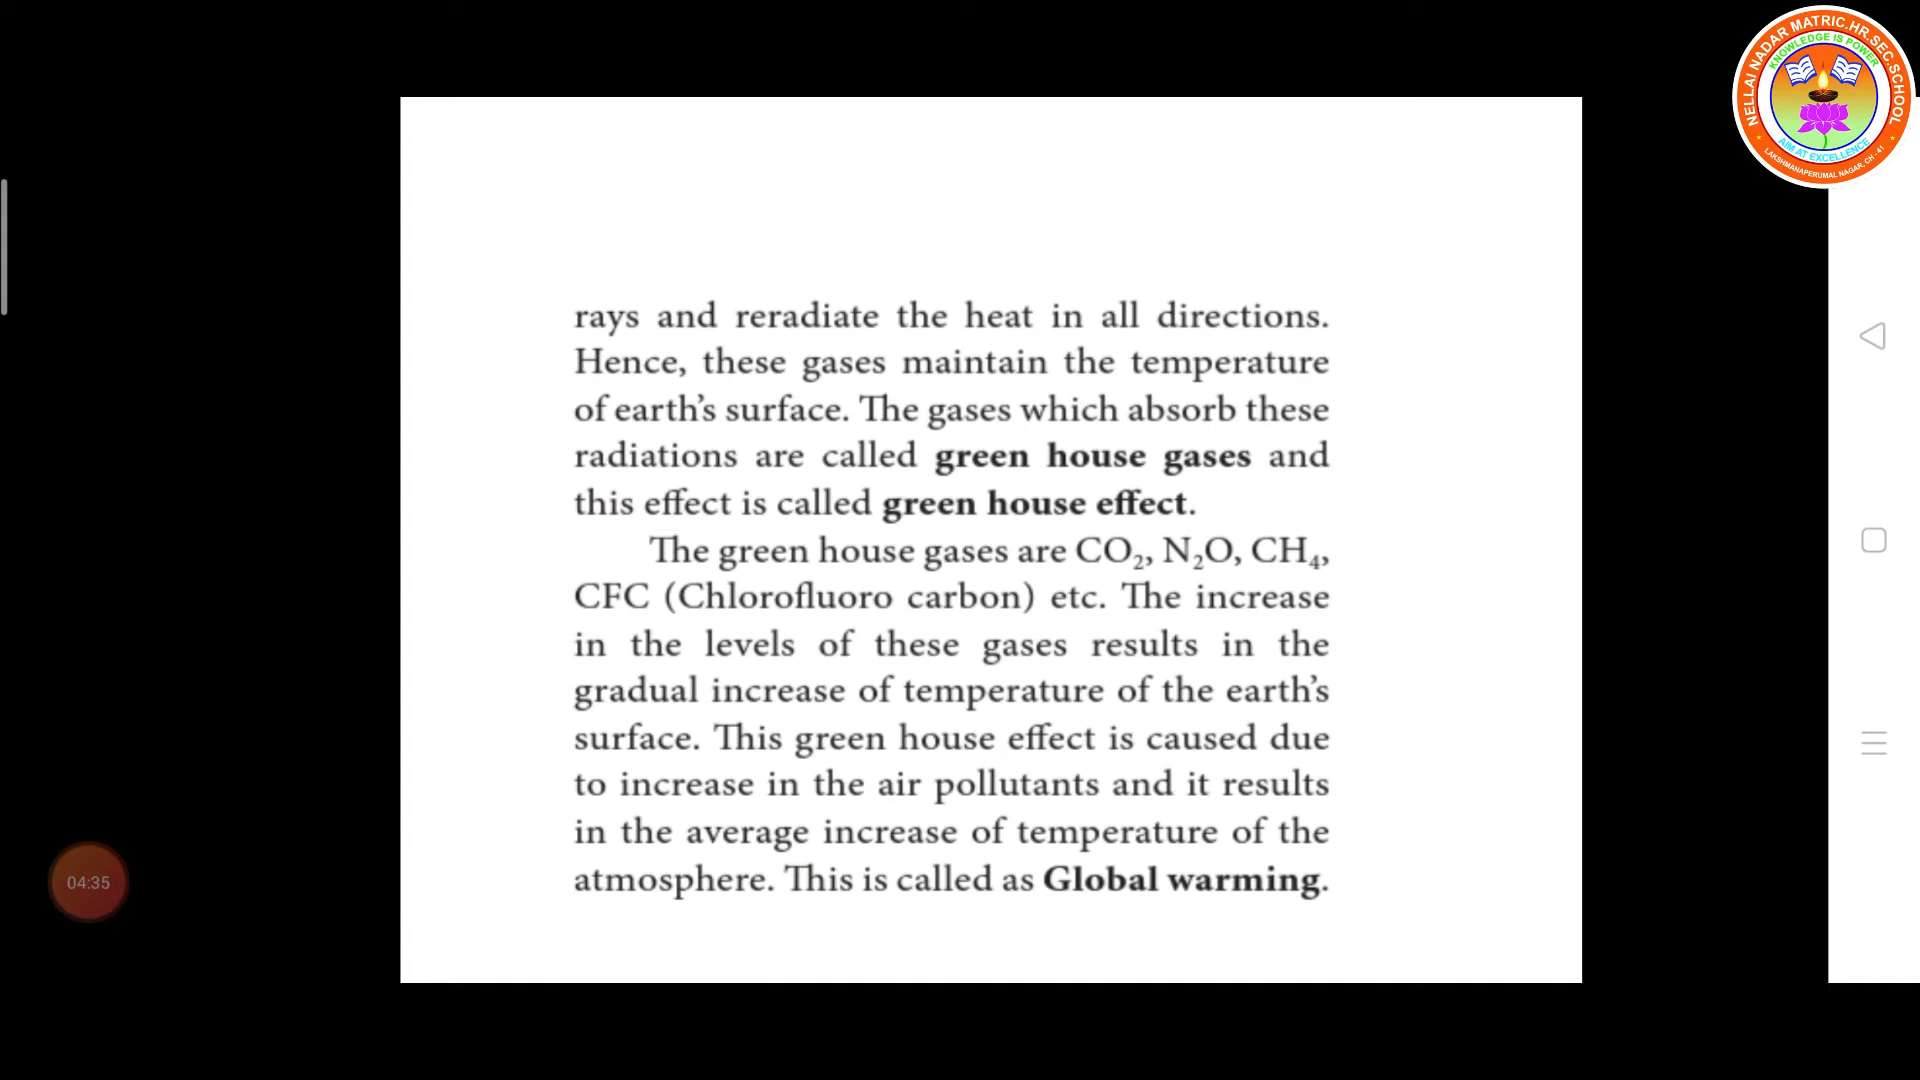 NELLAI NADAR MATRIC.HR.SEC.SCHOOL
KNOWLEDGE IS POWER
AIM AT EXCELLENCE
LAKSHMANAPERUMAL NAGAR, CH - 41
rays and reradiate the heat in all directions.
Hence, these gases maintain the temperature
of earth’s surface. The gases which absorb these
radiations are called green house gases and
this effect is called green house effect.
The green house gases are CO₂, N₂O, CH₄,
CFC (Chlorofluoro carbon) etc. The increase
in the levels of these gases results in the
gradual increase of temperature of the earth’s
surface. This green house effect is caused due
to increase in the air pollutants and it results
in the average increase of temperature of the
atmosphere. This is called as Global warming.
04:35